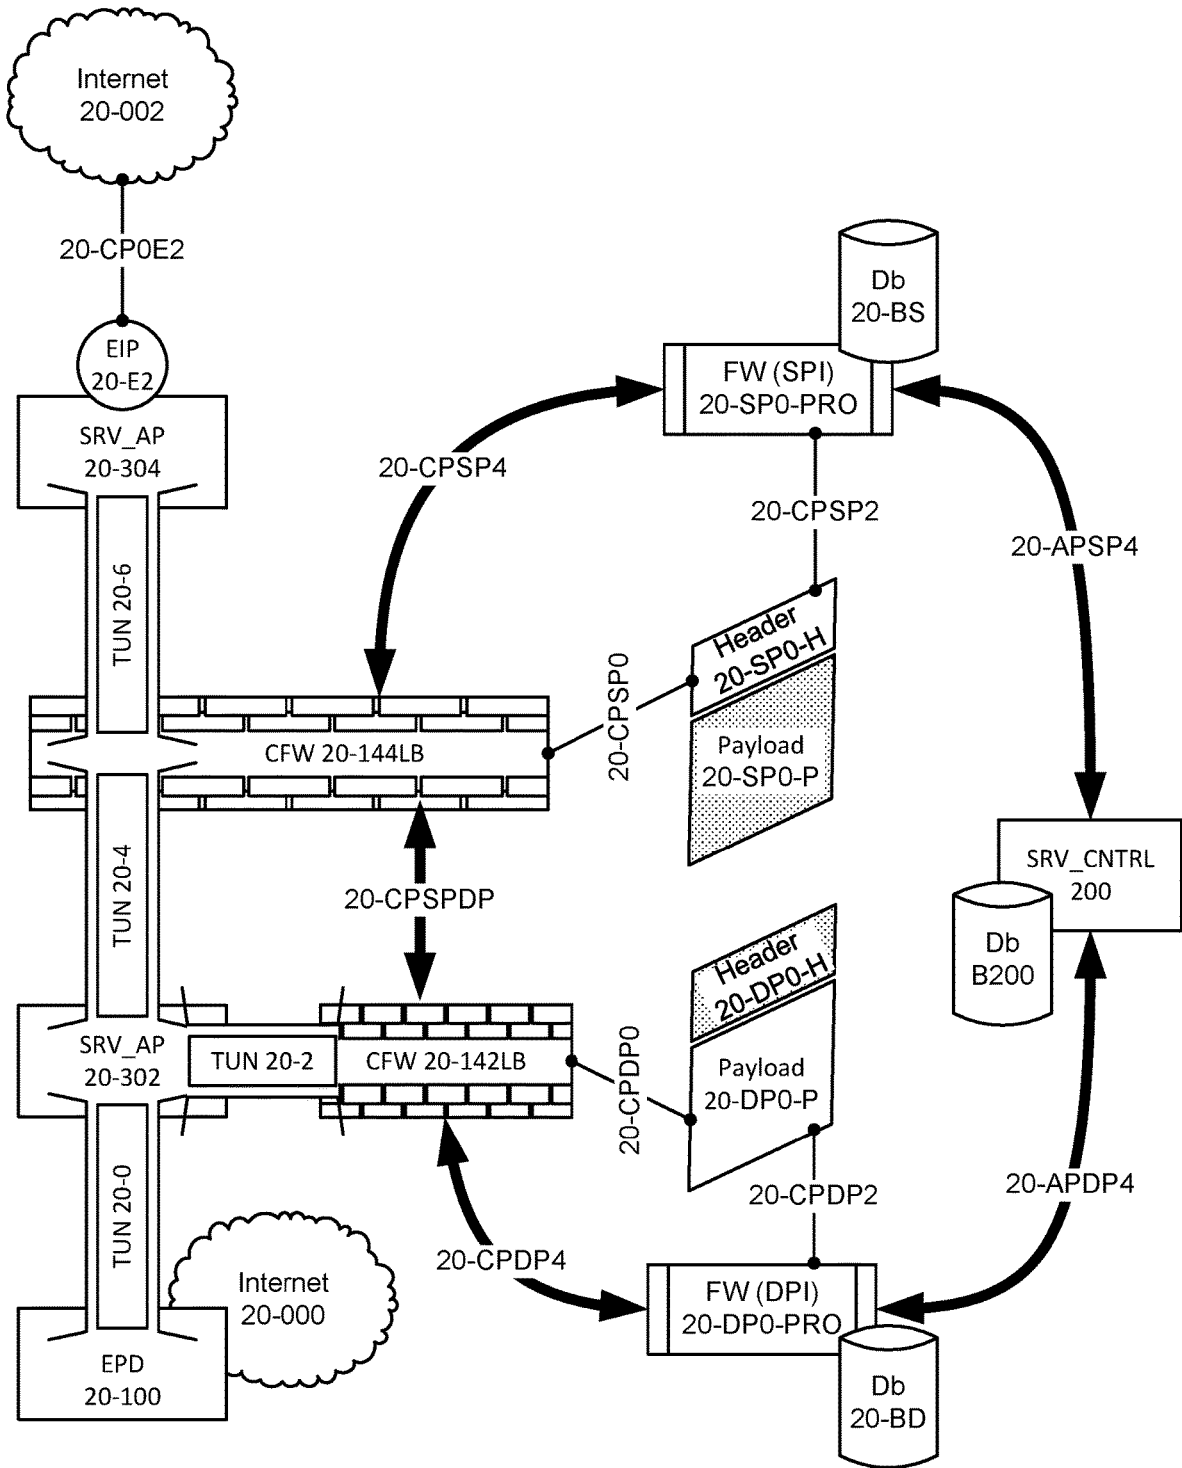 Internet
20-002
20-CP0E2
EIP
20-E2
SRV_AP
20-304
TUN 20-6
Db
20-BS
FW (SPI)
20-SP0-PRO
20-CPSP4
20-CPSP2
20-APSP4
Header
20-SP0-H
20-CPSP0
Payload
20-SP0-P
CFW 20-144LB
TUN 20-4
20-CPSPDP
SRV_CNTRL
200
Db
B200
Header
20-DP0-H
SRV_AP
20-302
TUN 20-2
CFW 20-142LB
20-CPDP0
Payload
20-DP0-P
TUN 20-0
20-CPDP2
20-APDP4
20-CPDP4
Internet
20-000
FW (DPI)
20-DP0-PRO
EPD
20-100
Db
20-BD